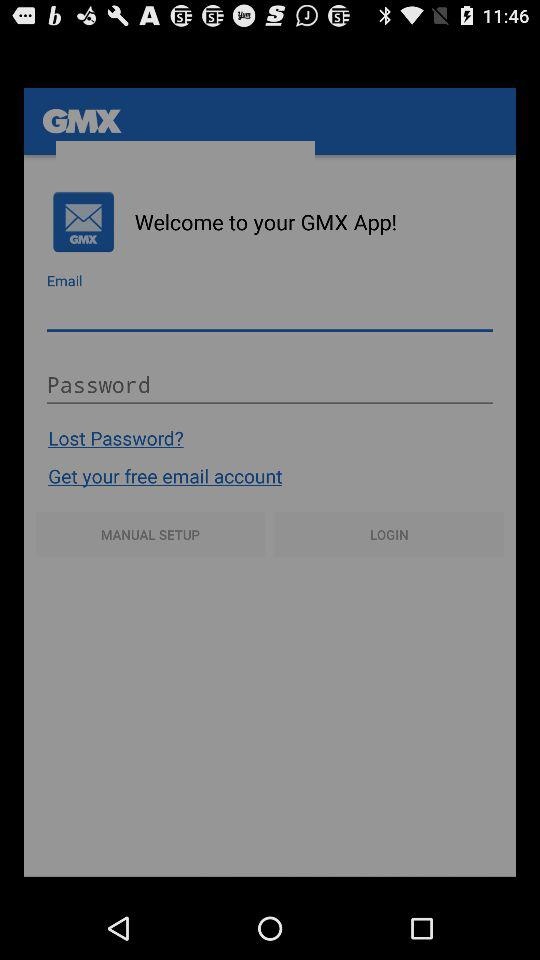 11:46
GMX
GMX
Welcome to your GMX App!
Email
Password
Lost Password?
Get your free email account
MANUAL SETUP
LOGIN